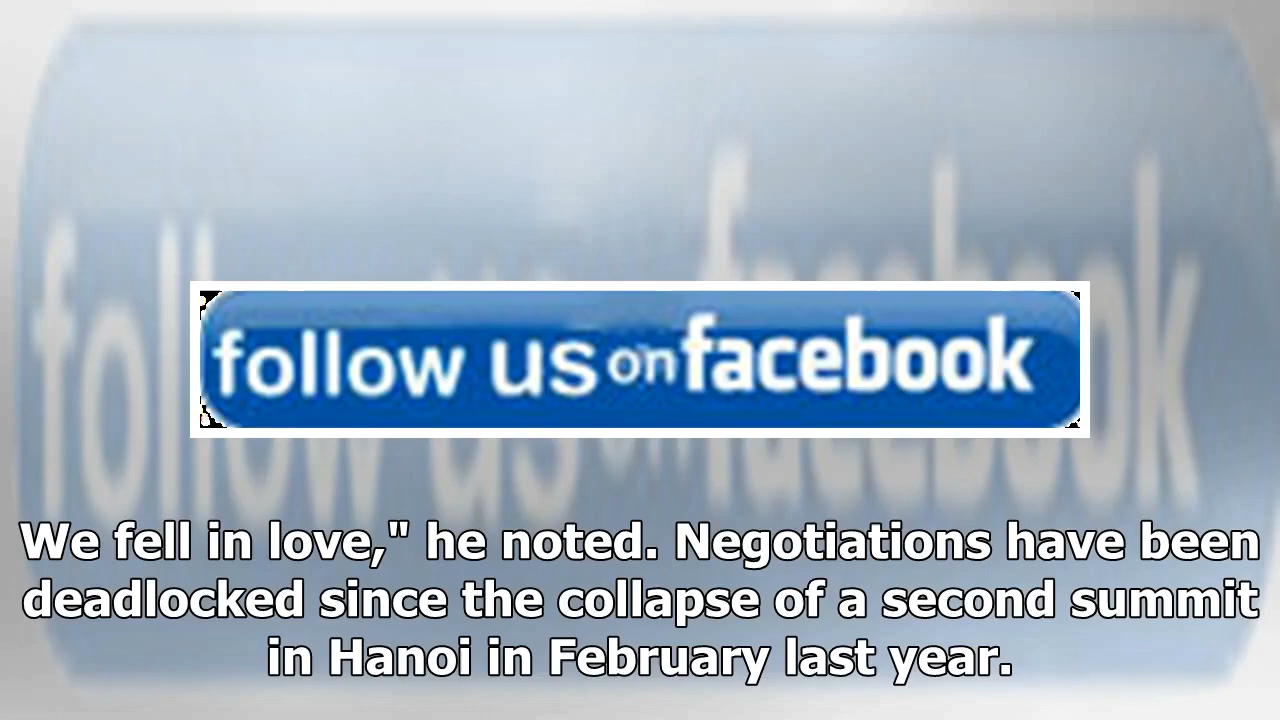 follow us on facebook
We fell in love," he noted. Negotiations have been
deadlocked since the collapse of a second summit
in Hanoi in February last year.